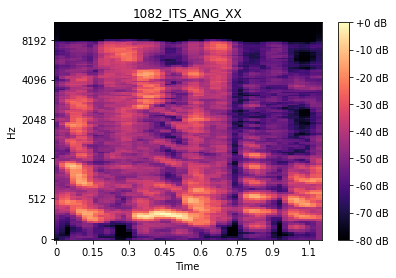 1082_ITS_ANG_XX
+0 dB
8192
-10 dB
4096
-20 dB
-30 dB
2048
Hz
-40 dB
1024
-50 dB
512
-60 dB
-70 dB
0
-80 dB
0 0.15 0.3 0.45 0.6 0.75 0.9 1.1
Time